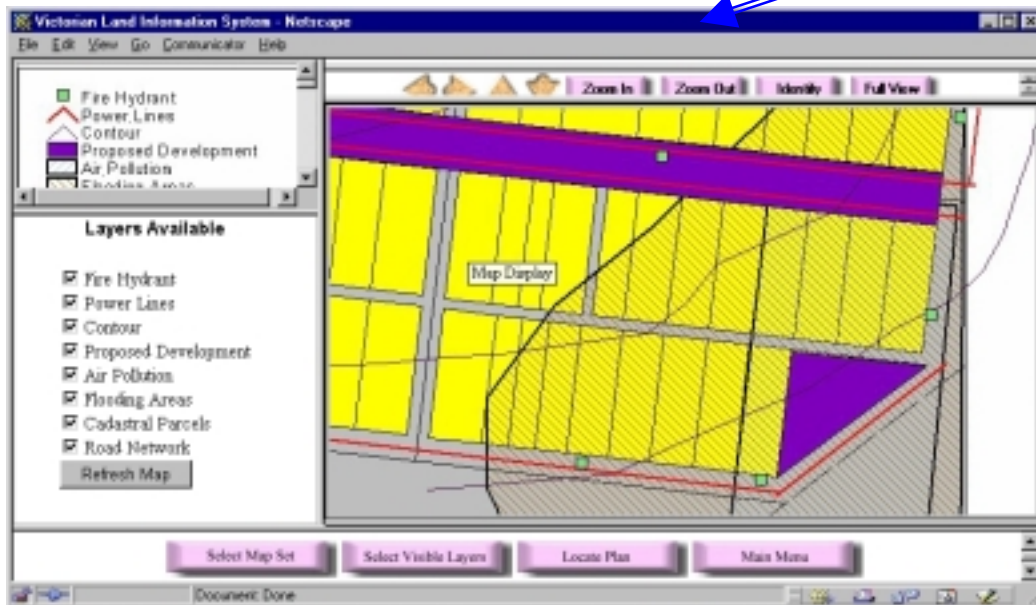 Victorian Land Information System - Netscape
File Edit View Go Communicator Help
Zoom In Zoom Out Identify Full View
Fire Hydrant
Power Lines
Contour
Proposed Development
Air Pollution
Flooding Areas
Layers Available
Fire Hydrant
Power Lines
Contour
Proposed Development
Air Pollution
Flooding Areas
Cadastral Parcels
Road Network
Refresh Map
Map Display
Select Map Set Select Visible Layers Locate Plan Main Menu
Document: Done